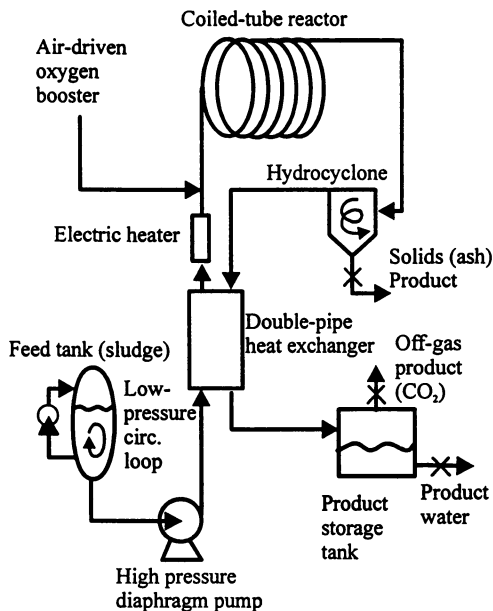 Coiled-tube reactor
Air-driven
oxygen
booster
Hydrocyclone
Electric heater
Solids (ash)
Product
Double-pipe
heat exchanger
Off-gas
product
(CO₂)
Feed tank (sludge)
Low-
pressure
circ.
loop
Product
water
Product
storage
tank
High pressure
diaphragm pump